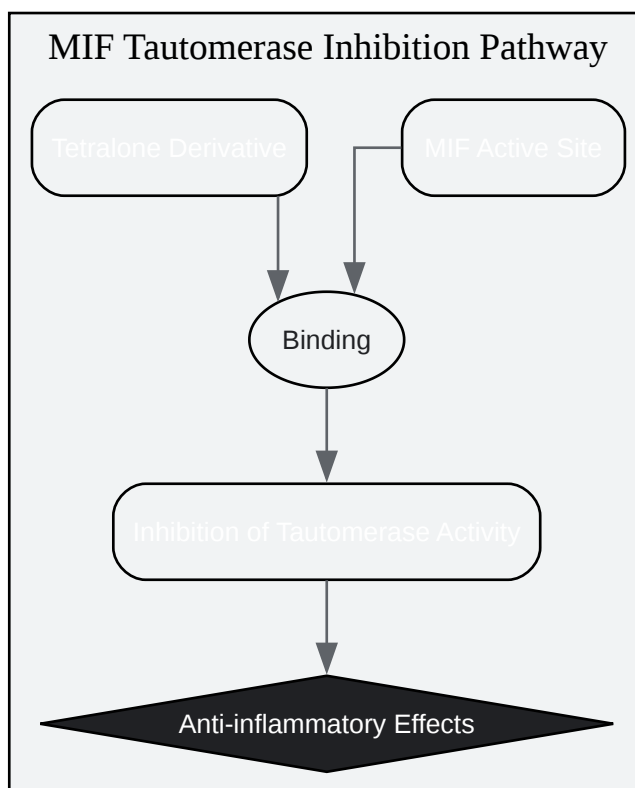 MIF Tautomerase Inhibition Pathway
Tetralone Derivative
MIF Active Site
Binding
Inhibition of Tautomerase Activity
Anti-inflammatory Effects